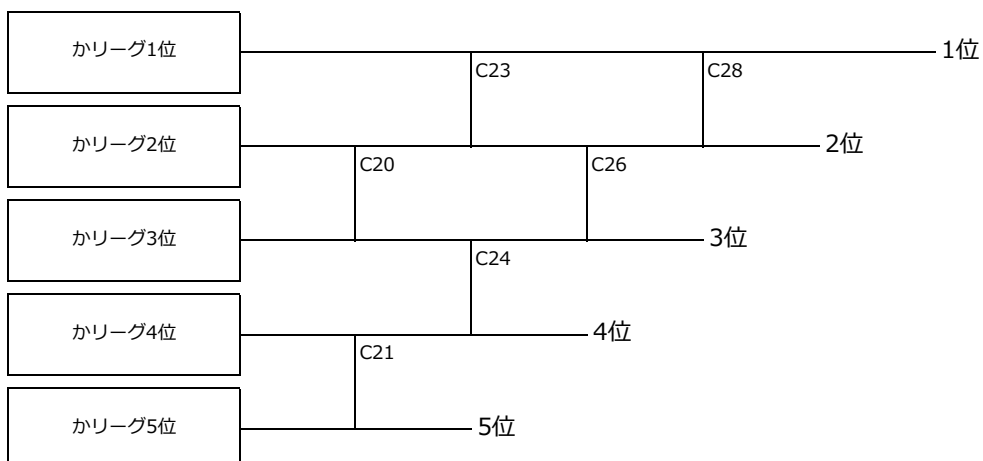 かリーグ1位
1位
C23
C28
かリーグ2位
2位
C20
C26
かリーグ3位
3位
C24
かリーグ4位
4位
C21
かリーグ5位
5位